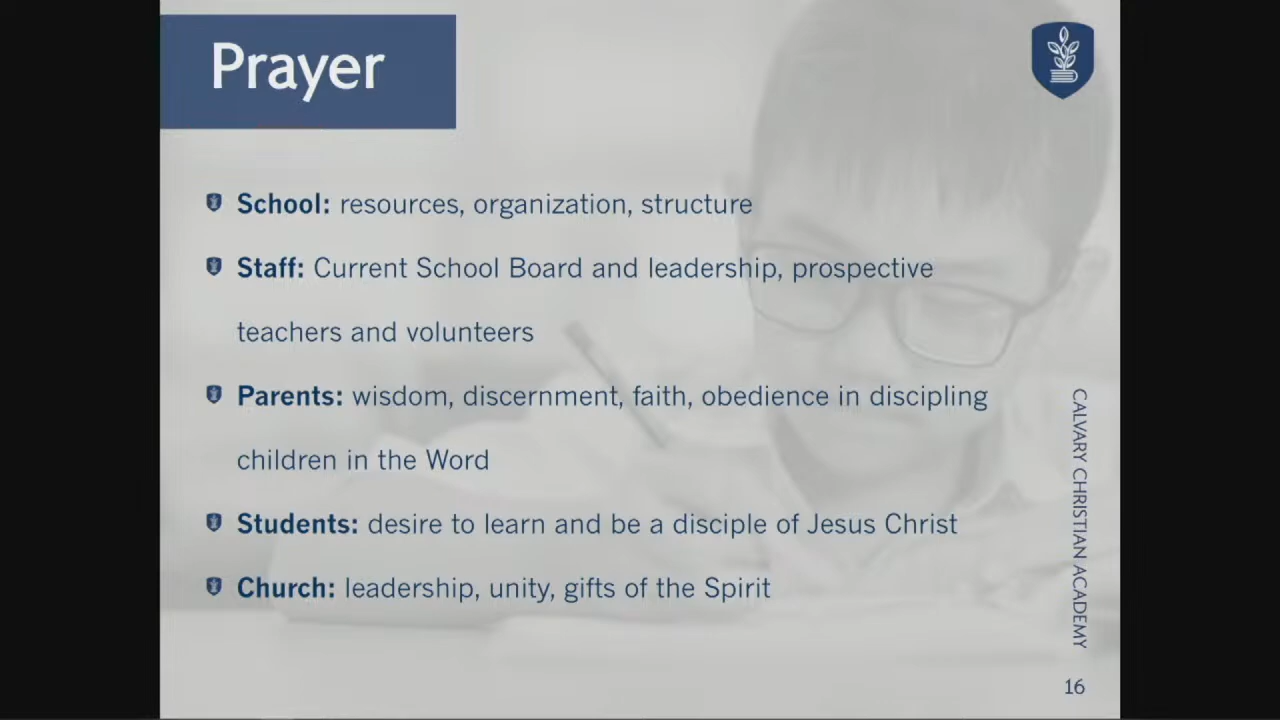 Prayer
School: resources, organization, structure
Staff: Current School Board and leadership, prospective
teachers and volunteers
Parents: wisdom, discernment, faith, obedience in discipling
children in the Word
Students: desire to learn and be a disciple of Jesus Christ
Church: leadership, unity, gifts of the Spirit
CALVARY CHRISTIAN ACADEMY
16